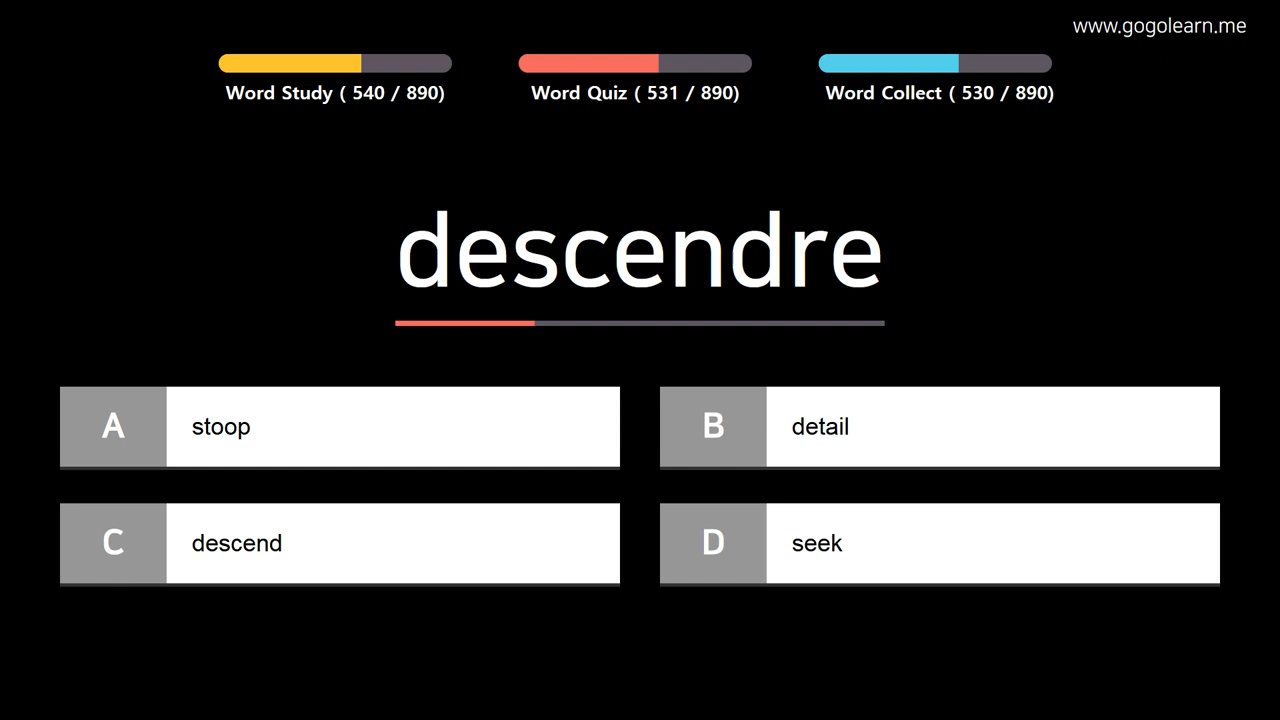 www.gogolearn.me
Word Study ( 540 / 890)
Word Quiz ( 531 / 890)
Word Collect ( 530 / 890)
descendre
A
stoop
B
detail
C
descend
D
seek